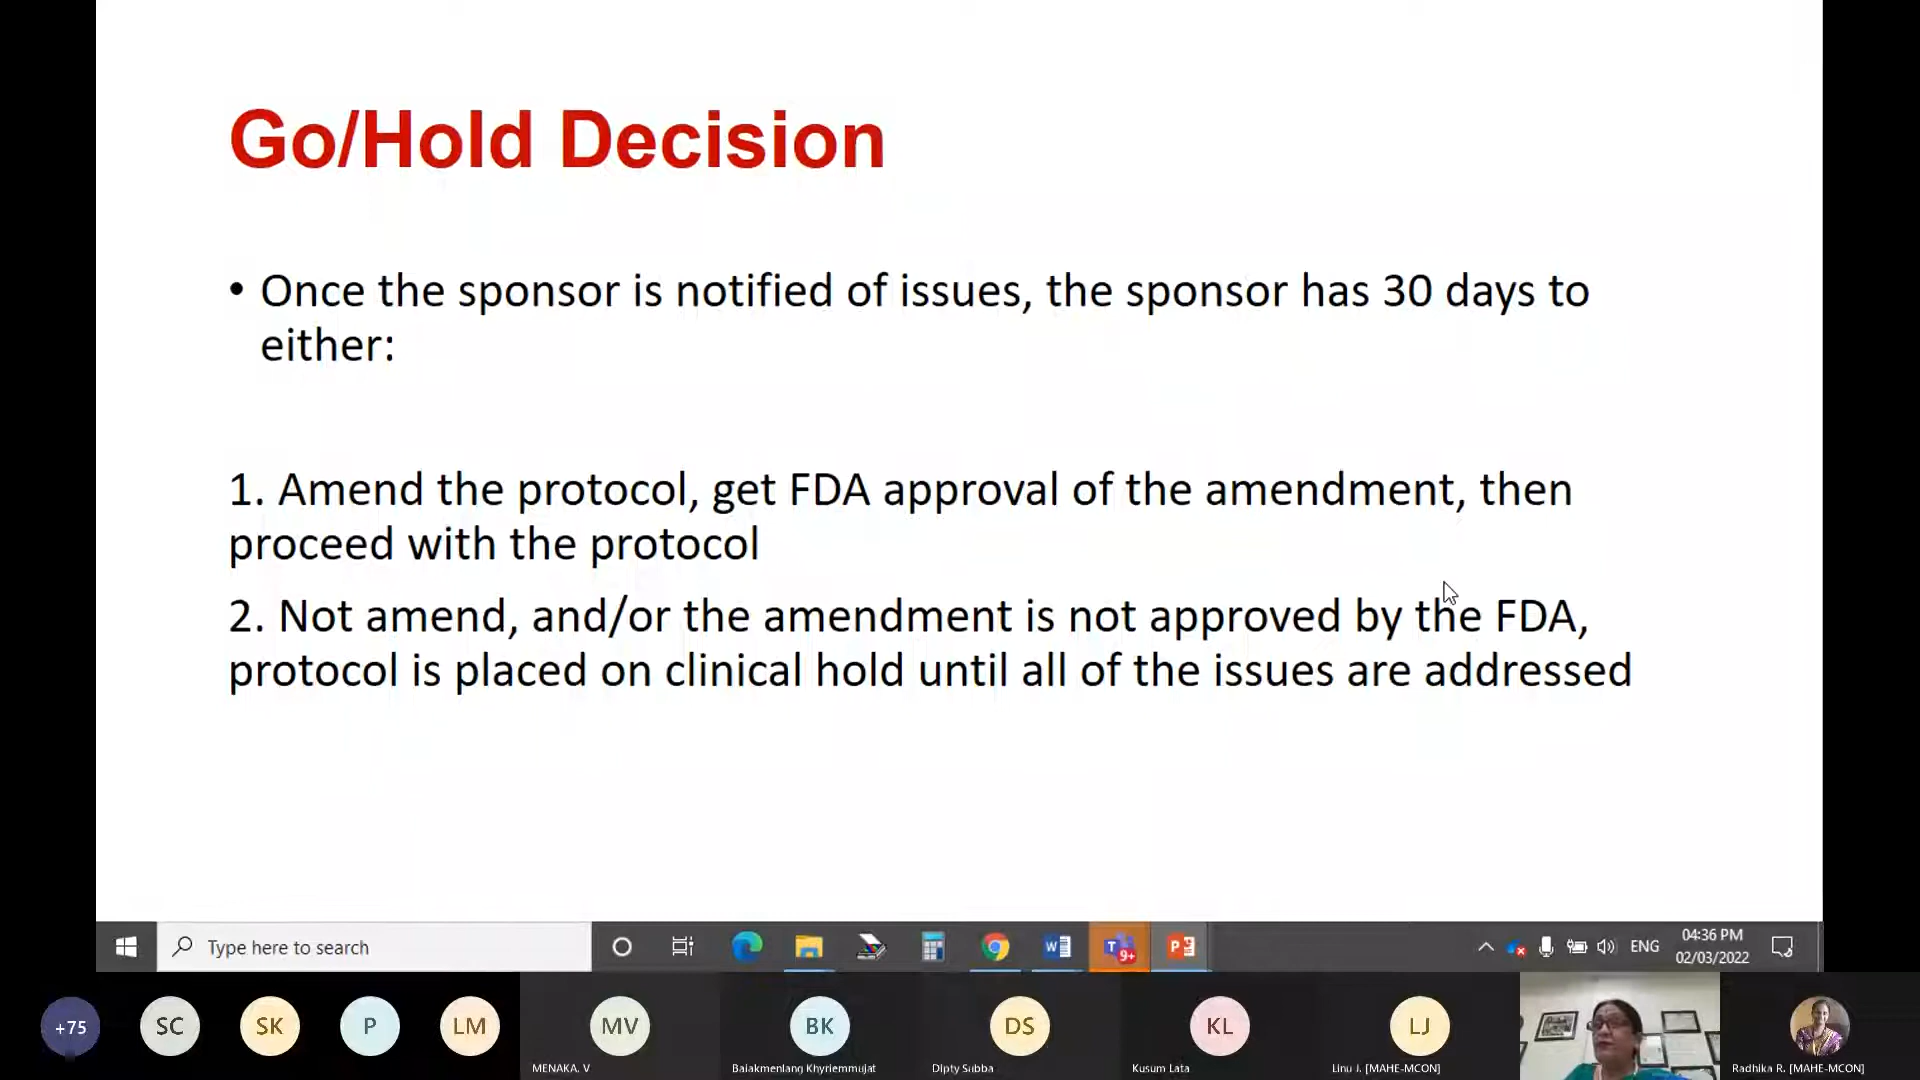 Go/Hold Decision
• Once the sponsor is notified of issues, the sponsor has 30 days to
either:
1. Amend the protocol, get FDA approval of the amendment, then
proceed with the protocol
2. Not amend, and/or the amendment is not approved by the FDA,
protocol is placed on clinical hold until all of the issues are addressed
Type here to search
W
T
9+
P
ENG
04:36 PM
02/03/2022
+75
SC
SK
P
LM
MV
BK
DS
KL
LJ
MENAKA. V
Baiakmenlang Khyriemmujat
Dipty Subba
Kusum Lata
Linu J. [MAHE-MCON]
Radhika R. [MAHE-MCON]